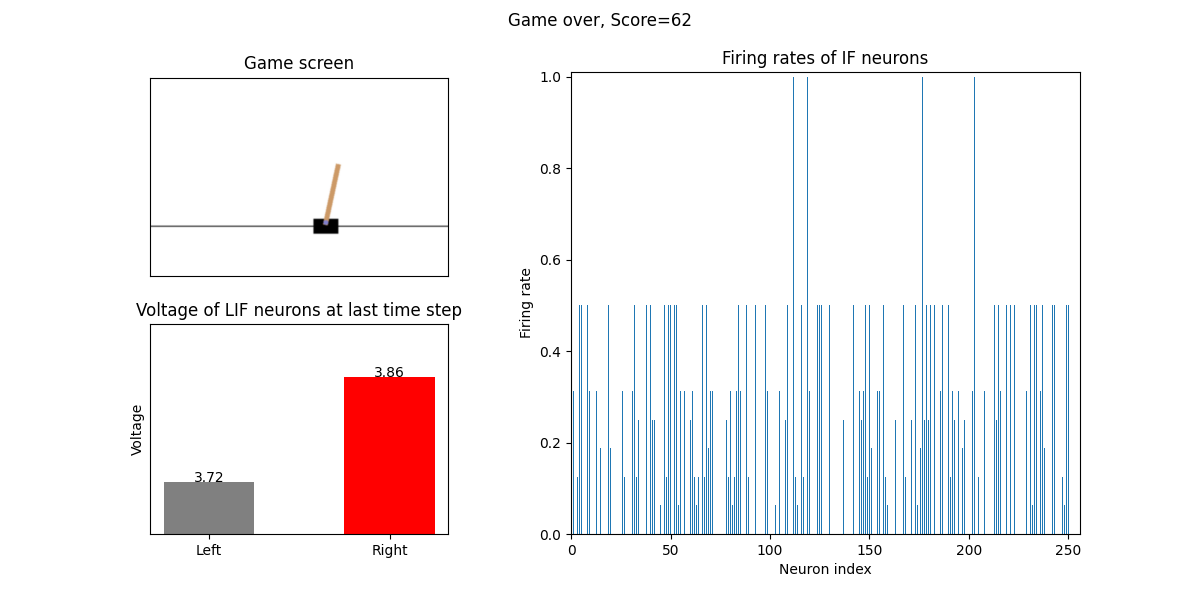 Game over, Score=62
Game screen
Voltage of LIF neurons at last time step
Voltage
3.72
3.86
Left
Right
Firing rates of IF neurons
Firing rate
1.0
0.8
0.6
0.4
0.2
0.0
0
50
100
150
200
250
Neuron index